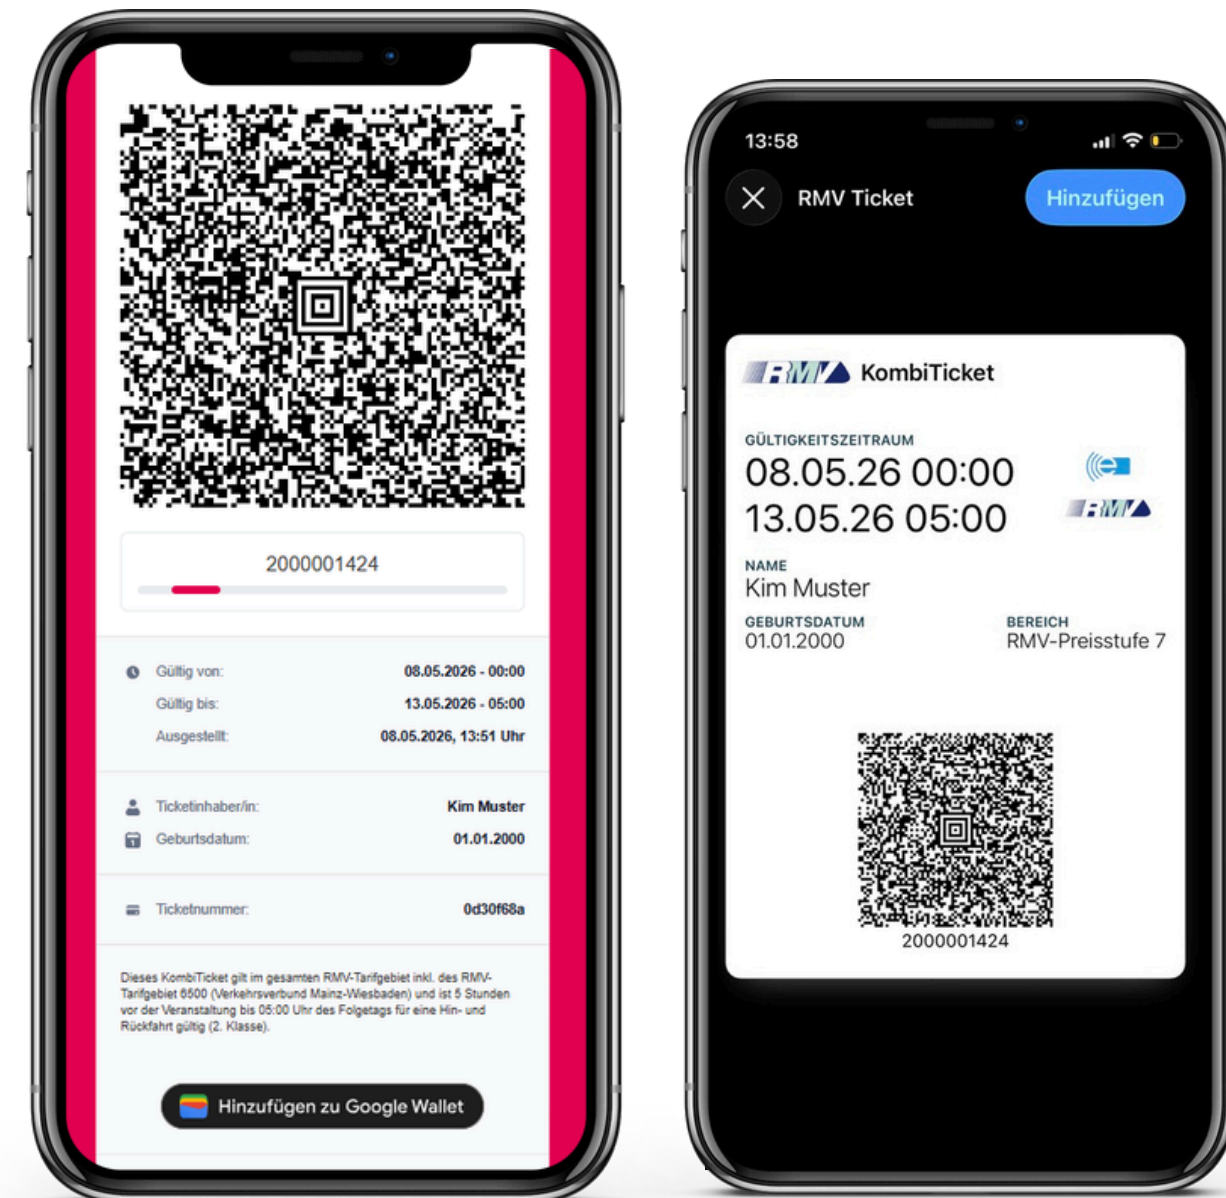 2000001424
Gültig von: 08.05.2026 - 00:00
Gültig bis: 13.05.2026 - 05:00
Ausgestellt: 08.05.2026, 13:51 Uhr
Ticketinhaber/in: Kim Muster
Geburtsdatum: 01.01.2000
Ticketnummer: 0d30f68a
Dieses KombiTicket gilt im gesamten RMV-Tarifgebiet inkl. des RMV-
Tarifgebiet 6500 (Verkehrsverbund Mainz-Wiesbaden) und ist 5 Stunden
vor der Veranstaltung bis 05:00 Uhr des Folgetags für eine Hin- und
Rückfahrt gültig (2. Klasse).
Hinzufügen zu Google Wallet
13:58
RMV Ticket
Hinzufügen
RMV KombiTicket
GÜLTIGKEITSZEITRAUM
08.05.26 00:00
13.05.26 05:00
e
RMV
NAME
Kim Muster
GEBURTSDATUM
01.01.2000
BEREICH
RMV-Preisstufe 7
2000001424